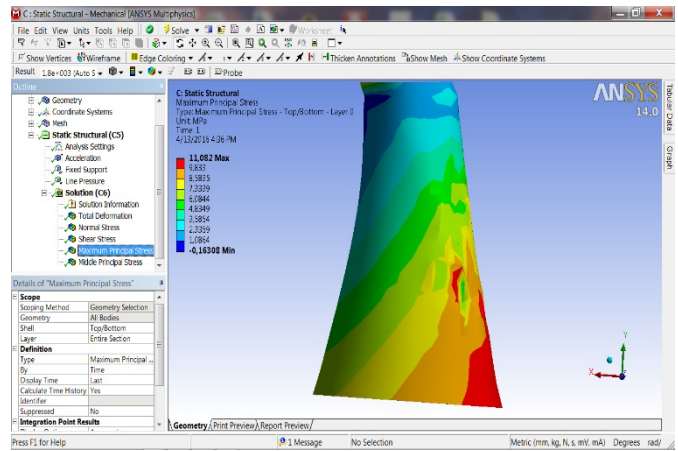 C : Static Structural - Mechanical [ANSYS Multiphysics]
File Edit View Units Tools Help Solve Worksheet
Show Vertices Wireframe Edge Coloring Thicken Annotations Show Mesh Show Coordinate Systems
Result 1,8e+003 (Auto S Probe
Outline
Geometry
Coordinate Systems
Mesh
Static Structural (C5)
Analysis Settings
Acceleration
Fixed Support
Line Pressure
Solution (C6)
Solution Information
Total Deformation
Normal Stress
Shear Stress
Maximum Principal Stress
Middle Principal Stress
Details of "Maximum Principal Stress"
Scope
Scoping Method Geometry Selection
Geometry All Bodies
Shell Top/Bottom
Layer Entire Section
Definition
Type Maximum Principal ...
By Time
Display Time Last
Calculate Time History Yes
Identifier
Suppressed No
Integration Point Results
C: Static Structural
Maximum Principal Stress
Type: Maximum Principal Stress - Top/Bottom - Layer 0
Unit: MPa
Time: 1
4/13/2016 4:36 PM
11,082 Max
9,833
8,5835
7,3339
6,0844
4,8349
3,5854
2,3359
1,0864
-0,16308 Min
ANSYS
14.0
Y
X
Tabular Data
Graph
Geometry Print Preview Report Preview
Press F1 for Help 1 Message No Selection Metric (mm, kg, N, s, mV, mA) Degrees rad/